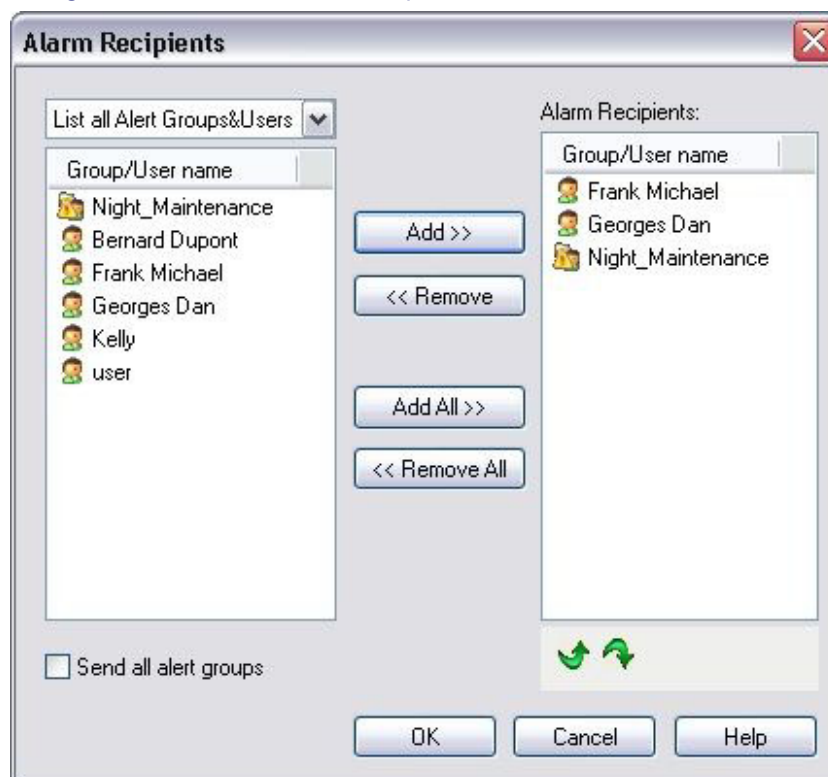 Alarm Recipients
List all Alert Groups&Users
Group/User name
Night_Maintenance
Bernard Dupont
Frank Michael
Georges Dan
Kelly
user
Send all alert groups
Add >>
<< Remove
Add All >>
<< Remove All
Alarm Recipients:
Group/User name
Frank Michael
Georges Dan
Night_Maintenance
OK
Cancel
Help